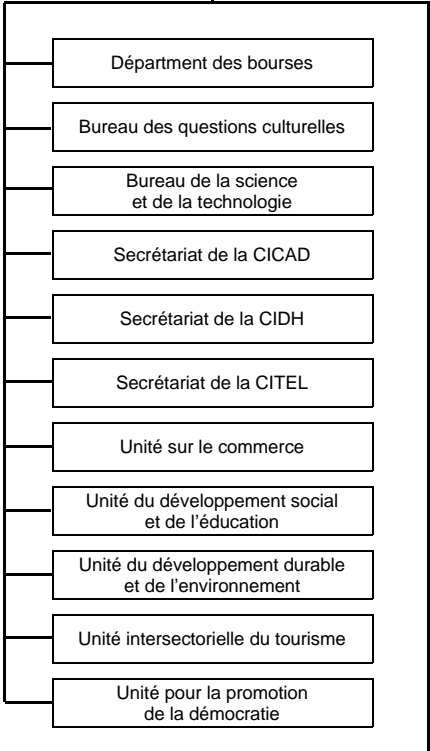 Départment des bourses
Bureau des questions culturelles
Bureau de la science
et de la technologie
Secrétariat de la CICAD
Secrétariat de la CIDH
Secrétariat de la CITEL
Unité sur le commerce
Unité du développement social
et de l'éducation
Unité du développement durable
et de l'environnement
Unité intersectorielle du tourisme
Unité pour la promotion
de la démocratie